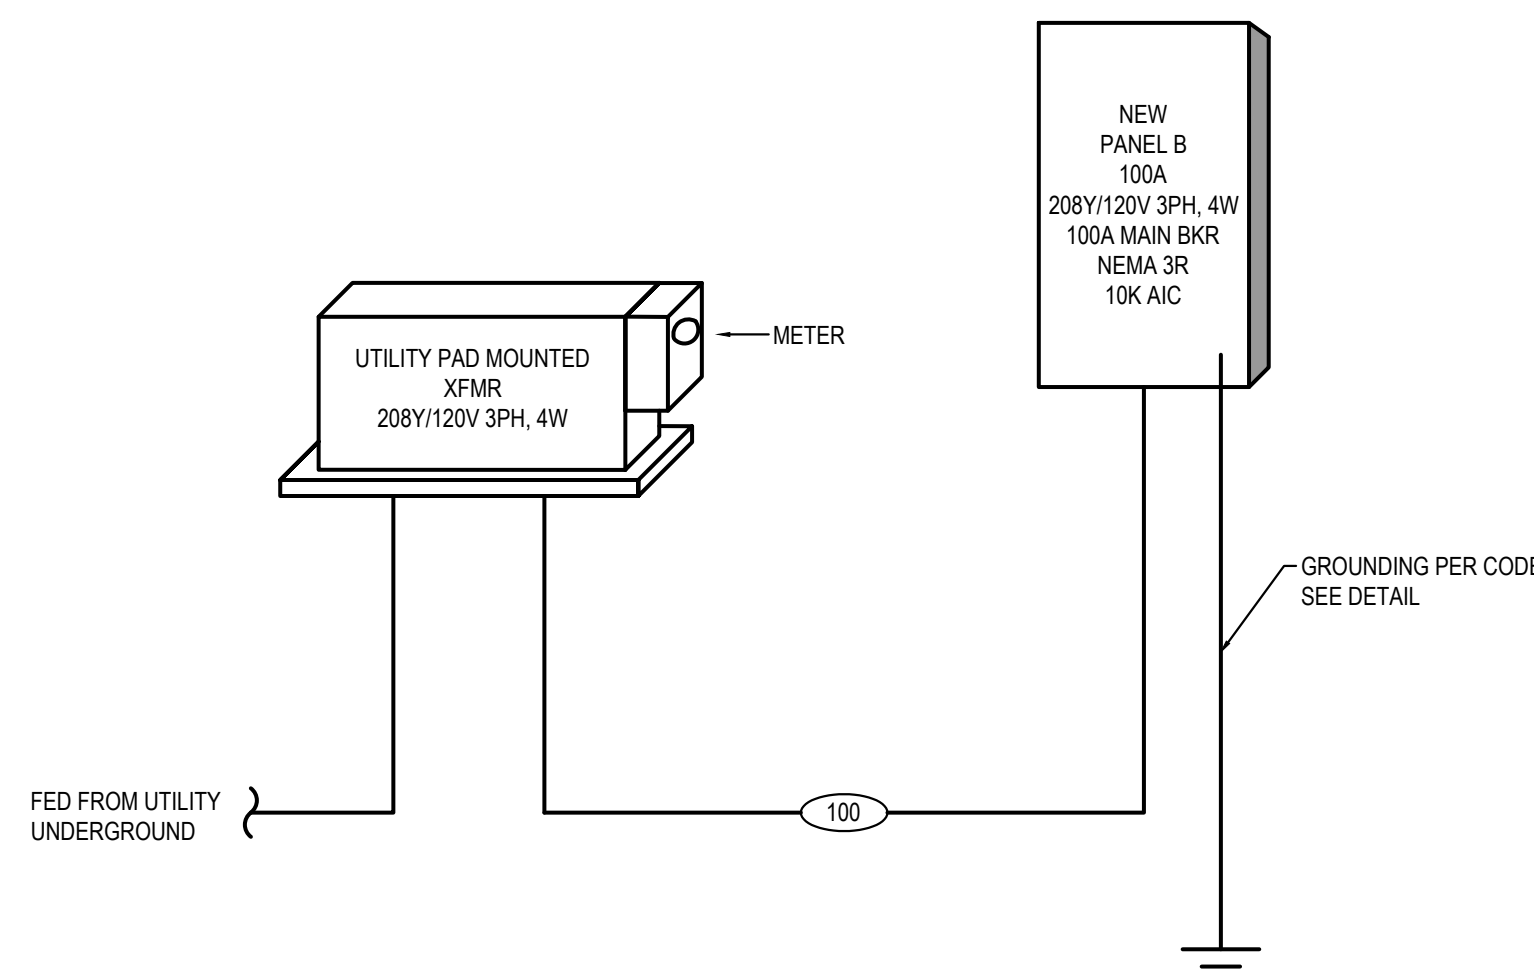 NEW
PANEL B
100A
208Y/120V 3PH, 4W
100A MAIN BKR
NEMA 3R
10K AIC
UTILITY PAD MOUNTED
XFMR
208Y/120V 3PH, 4W
METER
GROUNDING PER CODE
SEE DETAIL
FED FROM UTILITY
UNDERGROUND
100